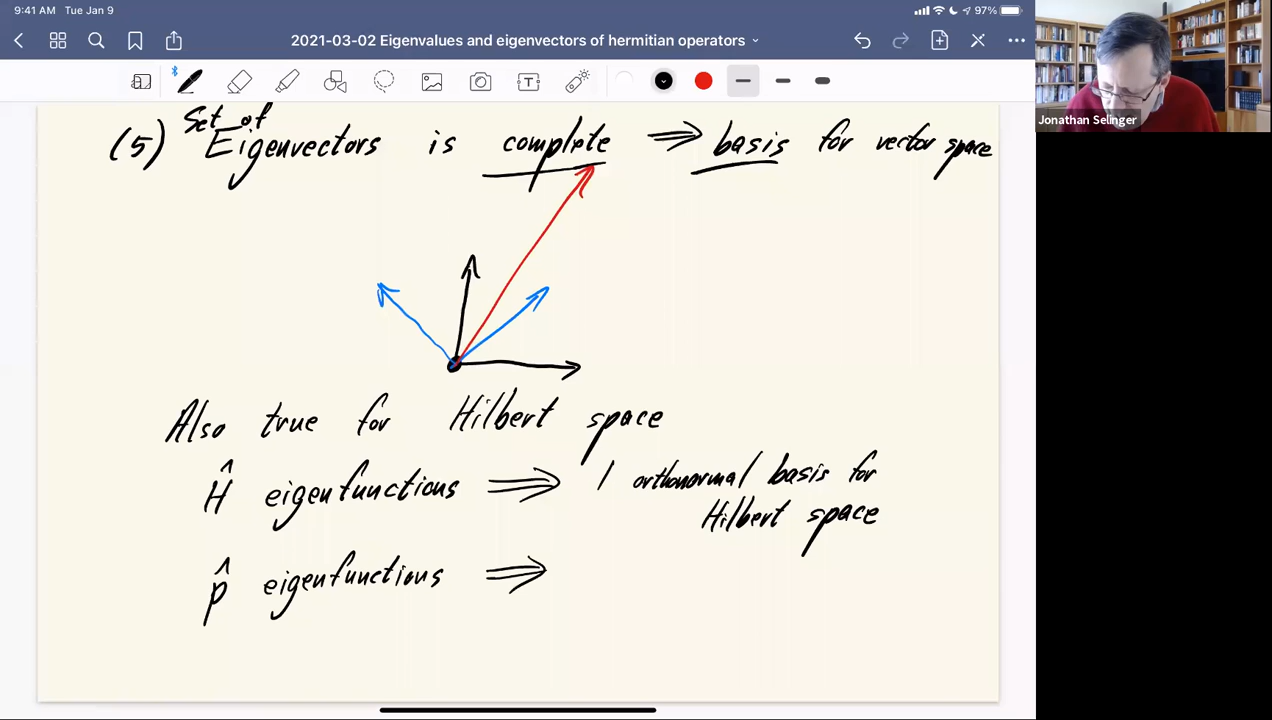 9:41 AM Tue Jan 9
97%
2021-03-02 Eigenvalues and eigenvectors of hermitian operators
T
Jonathan Selinger
Set of
(5) Eigenvectors is complete ⟹ basis for vector space
Also true for Hilbert space
Ĥ eigenfunctions ⟹ 1 orthonormal basis for
Hilbert space
p̂ eigenfunctions ⟹